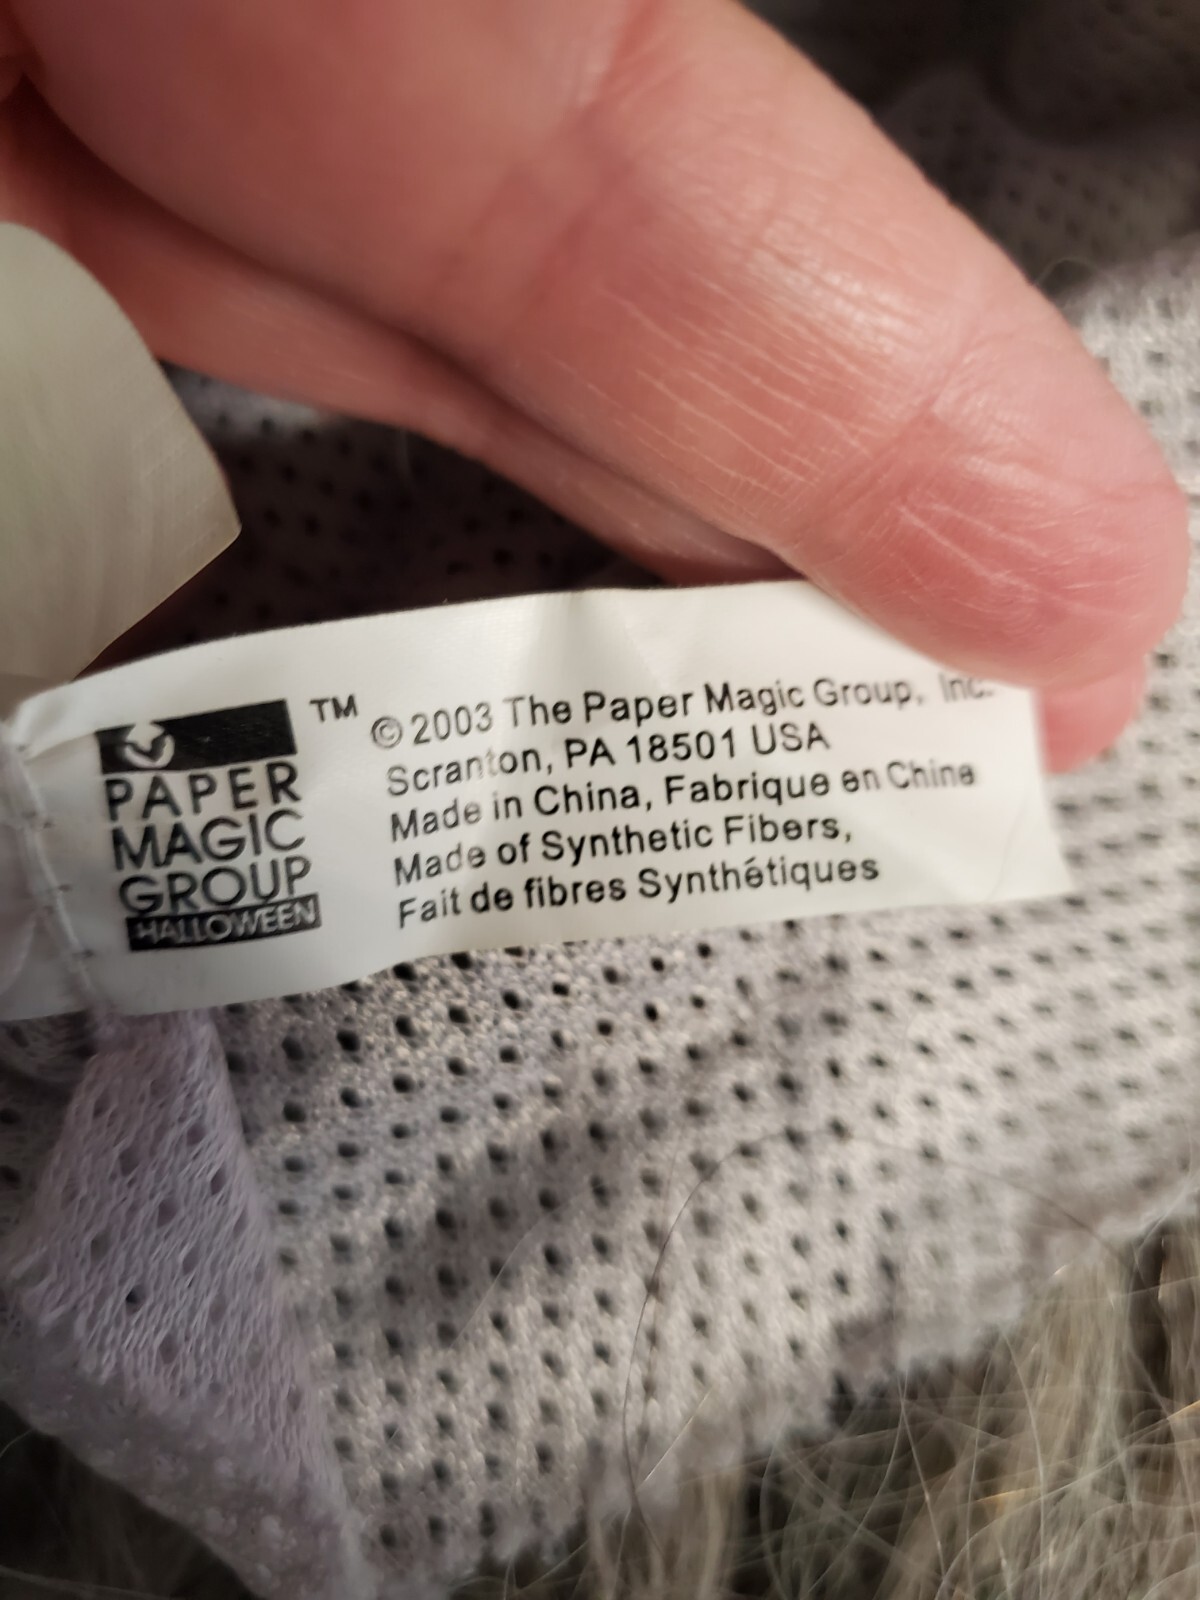 PAPER
MAGIC
GROUP
HALLOWEEN
TM
© 2003 The Paper Magic Group, Inc.
Scranton, PA 18501 USA
Made in China, Fabrique en China
Made of Synthetic Fibers,
Fait de fibres Synthétiques